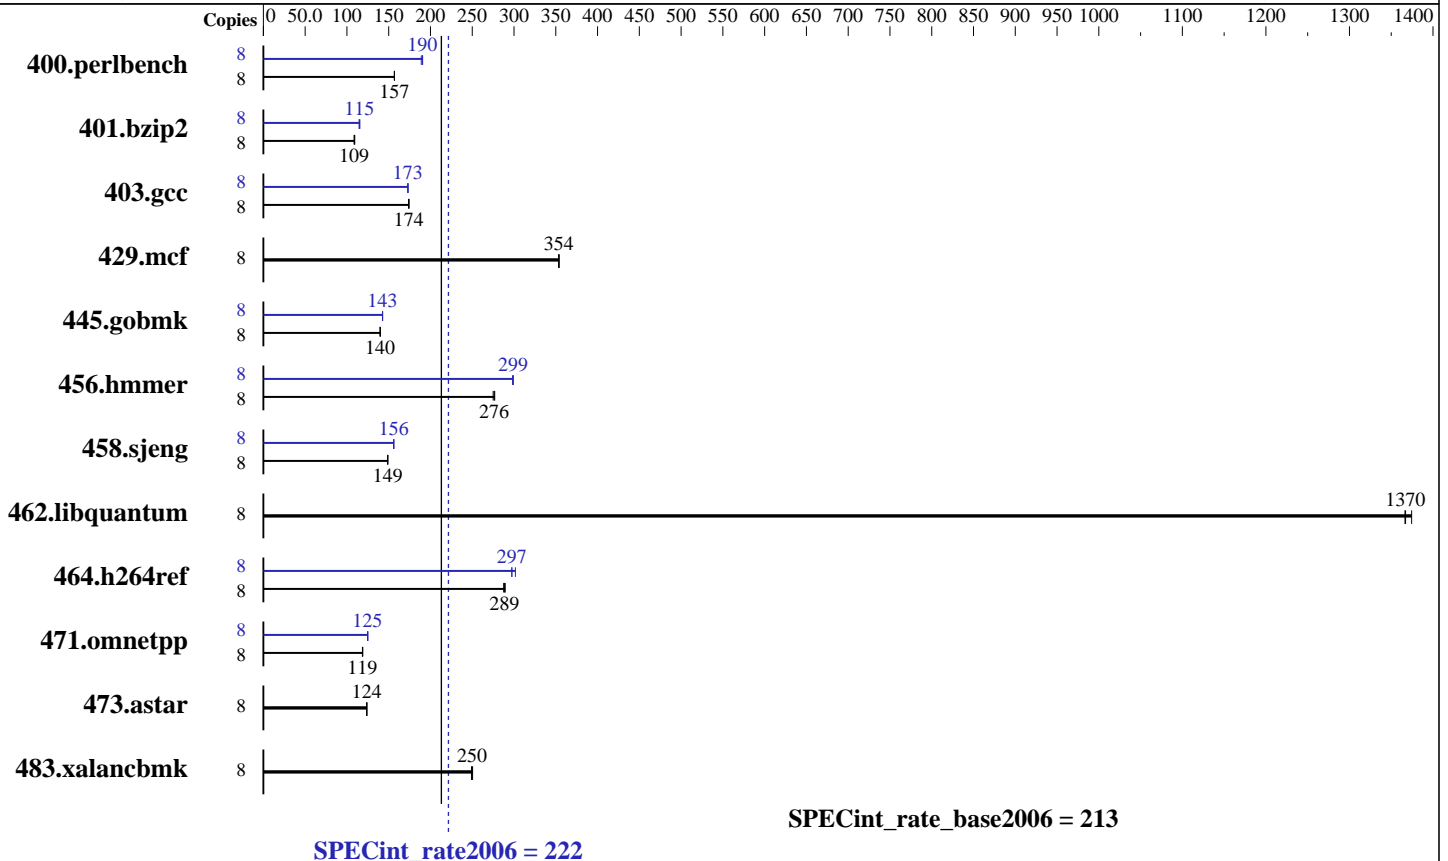 Copies 0 50.0 100 150 200 250 300 350 400 450 500 550 600 650 700 750 800 850 900 950 1000 1100 1200 1300 1400
190
400.perlbench 8
8
157
115
401.bzip2 8
8
109
173
403.gcc 8
8
174
354
429.mcf 8
143
445.gobmk 8
8
140
299
456.hmmer 8
8
276
156
458.sjeng 8
8
149
1370
462.libquantum 8
297
464.h264ref 8
8
289
125
471.omnetpp 8
8
119
124
473.astar 8
250
483.xalancbmk 8
SPECint_rate_base2006 = 213
SPECint_rate2006 = 222